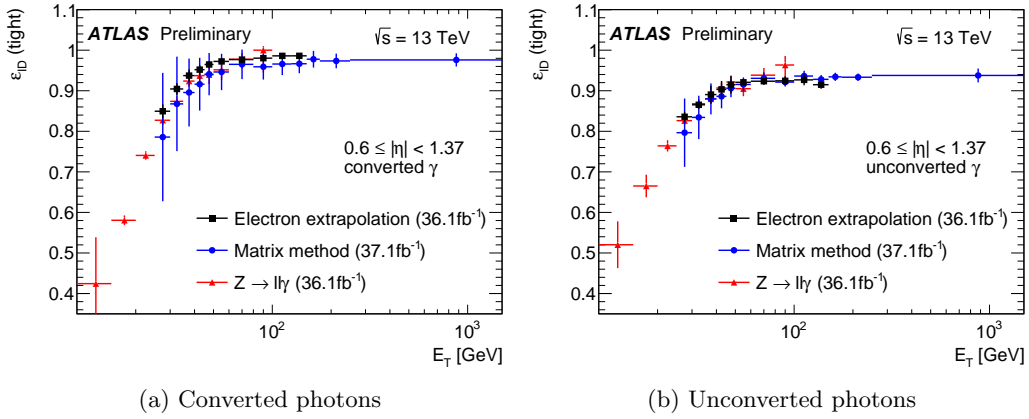 ε_ID (tight)
1.1
1
0.9
0.8
0.7
0.6
0.5
0.4
ATLAS Preliminary
√s = 13 TeV
0.6 ≤ |η| < 1.37
converted γ
Electron extrapolation (36.1fb⁻¹)
Matrix method (37.1fb⁻¹)
Z → llγ (36.1fb⁻¹)
10² 10³
E_T [GeV]
(a) Converted photons
ε_ID (tight)
1.1
1
0.9
0.8
0.7
0.6
0.5
0.4
ATLAS Preliminary
√s = 13 TeV
0.6 ≤ |η| < 1.37
unconverted γ
Electron extrapolation (36.1fb⁻¹)
Matrix method (37.1fb⁻¹)
Z → llγ (36.1fb⁻¹)
10² 10³
E_T [GeV]
(b) Unconverted photons